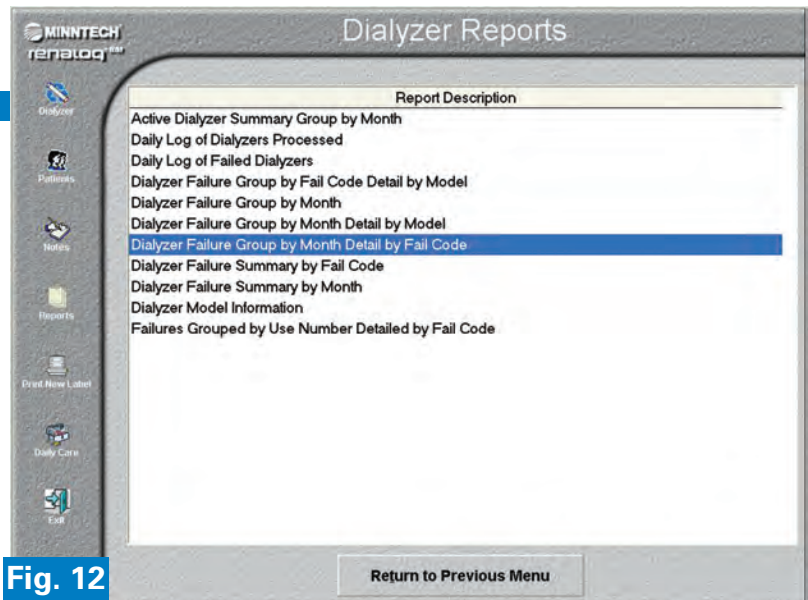 MINNTECH
renalog
Dialyzer Reports
Dialyzer
Patients
Notes
Reports
Print New Label
Daily Care
Exit
Report Description
Active Dialyzer Summary Group by Month
Daily Log of Dialyzers Processed
Daily Log of Failed Dialyzers
Dialyzer Failure Group by Fail Code Detail by Model
Dialyzer Failure Group by Month
Dialyzer Failure Group by Month Detail by Model
Dialyzer Failure Group by Month Detail by Fail Code
Dialyzer Failure Summary by Fail Code
Dialyzer Failure Summary by Month
Dialyzer Model Information
Failures Grouped by Use Number Detailed by Fail Code
Return to Previous Menu
Fig. 12